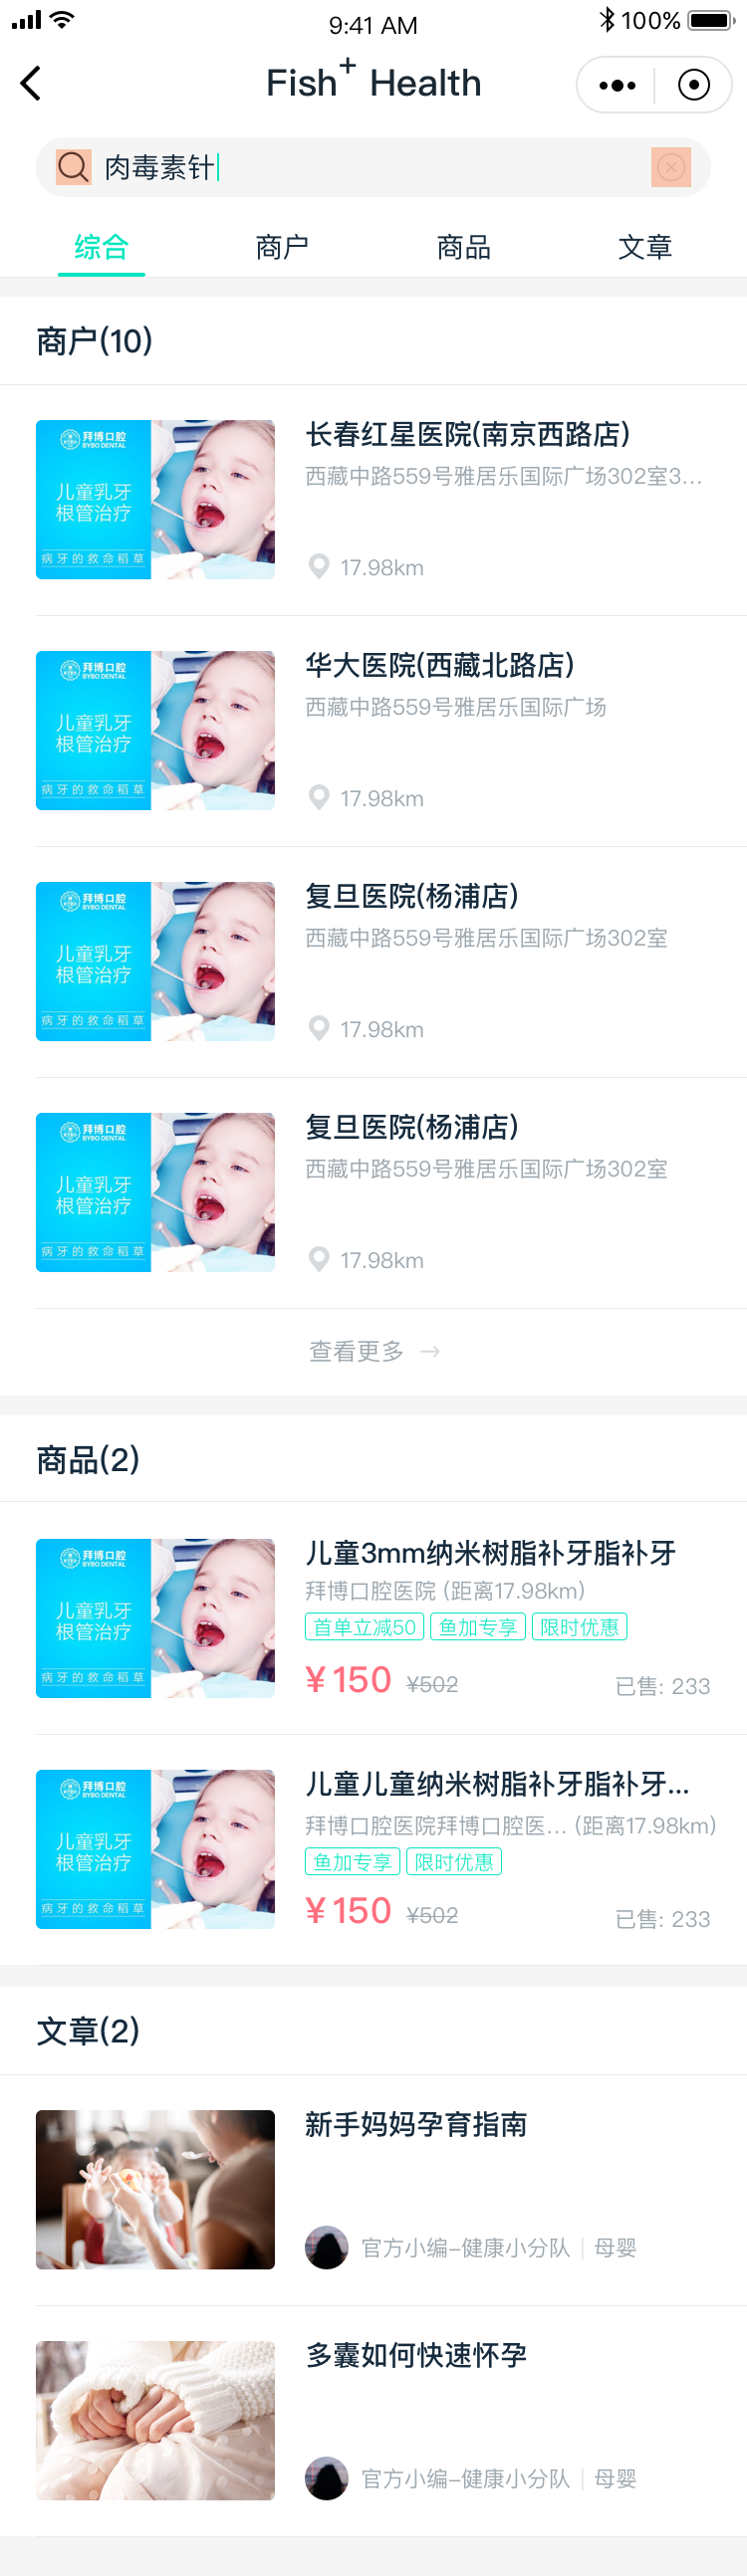 9:41 AM
100%
Fish+ Health
肉毒素针
综合 商户 商品 文章
商户(10)
拜博口腔
BYBO DENTAL
儿童乳牙
根管治疗
病牙的救命稻草
长春红星医院(南京西路店)
西藏中路559号雅居乐国际广场302室3...
17.98km
拜博口腔
BYBO DENTAL
儿童乳牙
根管治疗
病牙的救命稻草
华大医院(西藏北路店)
西藏中路559号雅居乐国际广场
17.98km
拜博口腔
BYBO DENTAL
儿童乳牙
根管治疗
病牙的救命稻草
复旦医院(杨浦店)
西藏中路559号雅居乐国际广场302室
17.98km
拜博口腔
BYBO DENTAL
儿童乳牙
根管治疗
病牙的救命稻草
复旦医院(杨浦店)
西藏中路559号雅居乐国际广场302室
17.98km
查看更多 →
商品(2)
拜博口腔
BYBO DENTAL
儿童乳牙
根管治疗
病牙的救命稻草
儿童3mm纳米树脂补牙脂补牙
拜博口腔医院 (距离17.98km)
首单立减50 鱼加专享 限时优惠
¥150 ¥502 已售: 233
拜博口腔
BYBO DENTAL
儿童乳牙
根管治疗
病牙的救命稻草
儿童儿童纳米树脂补牙脂补牙...
拜博口腔医院拜博口腔医... (距离17.98km)
鱼加专享 限时优惠
¥150 ¥502 已售: 233
文章(2)
新手妈妈孕育指南
官方小编-健康小分队 | 母婴
多囊如何快速怀孕
官方小编-健康小分队 | 母婴